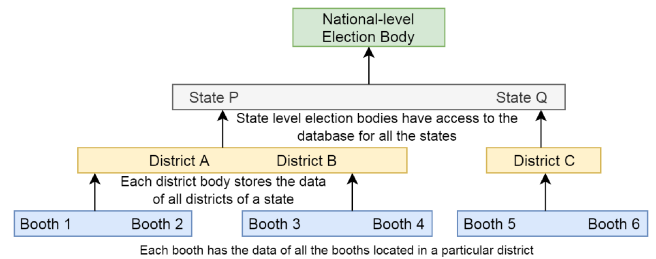 National-level
Election Body
State P State Q
State level election bodies have access to the
database for all the states
District A District B District C
Each district body stores the data
of all districts of a state
Booth 1 Booth 2 Booth 3 Booth 4 Booth 5 Booth 6
Each booth has the data of all the booths located in a particular district